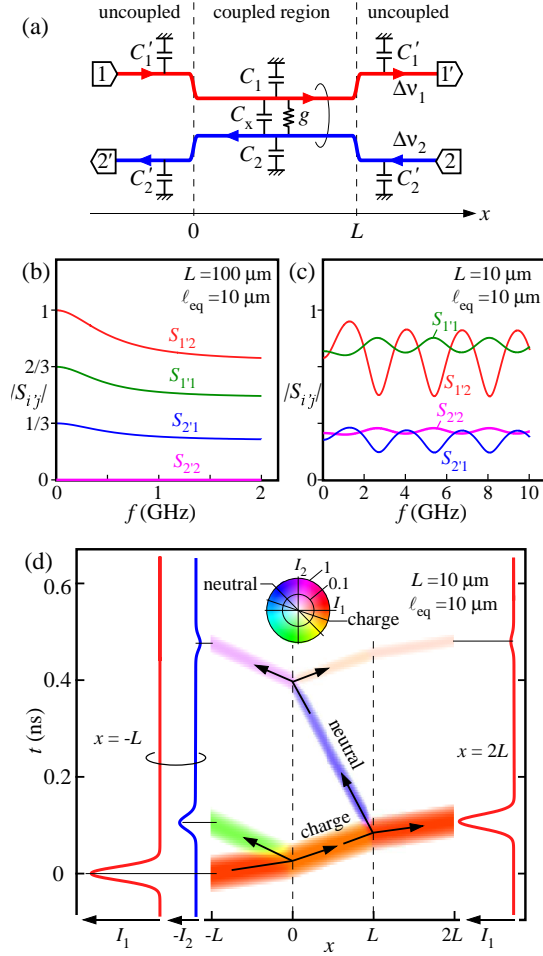 (a)
uncoupled
coupled region
uncoupled
C₁′
C₁
C₁′
1
1′
Δν₁
Cₓ
g
Δν₂
2′
2
C₂′
C₂
C₂′
0
L
x
(b)
L =100 μm
ℓeq =10 μm
1
2/3
1/3
0
|Si′j|
S1′2
S1′1
S2′1
S2′2
0
1
2
f (GHz)
(c)
L =10 μm
ℓeq =10 μm
1
0
|Si′j|
S1′1
S1′2
S2′2
S2′1
0 2 4 6 8 10
f (GHz)
(d)
L =10 μm
ℓeq =10 μm
I₂
1
0.1
I₁
neutral
charge
0.6
0.4
0.2
0
t (ns)
x = -L
x = 2L
neutral
charge
I₁
-I₂
-L
0
x
L
2L
I₁